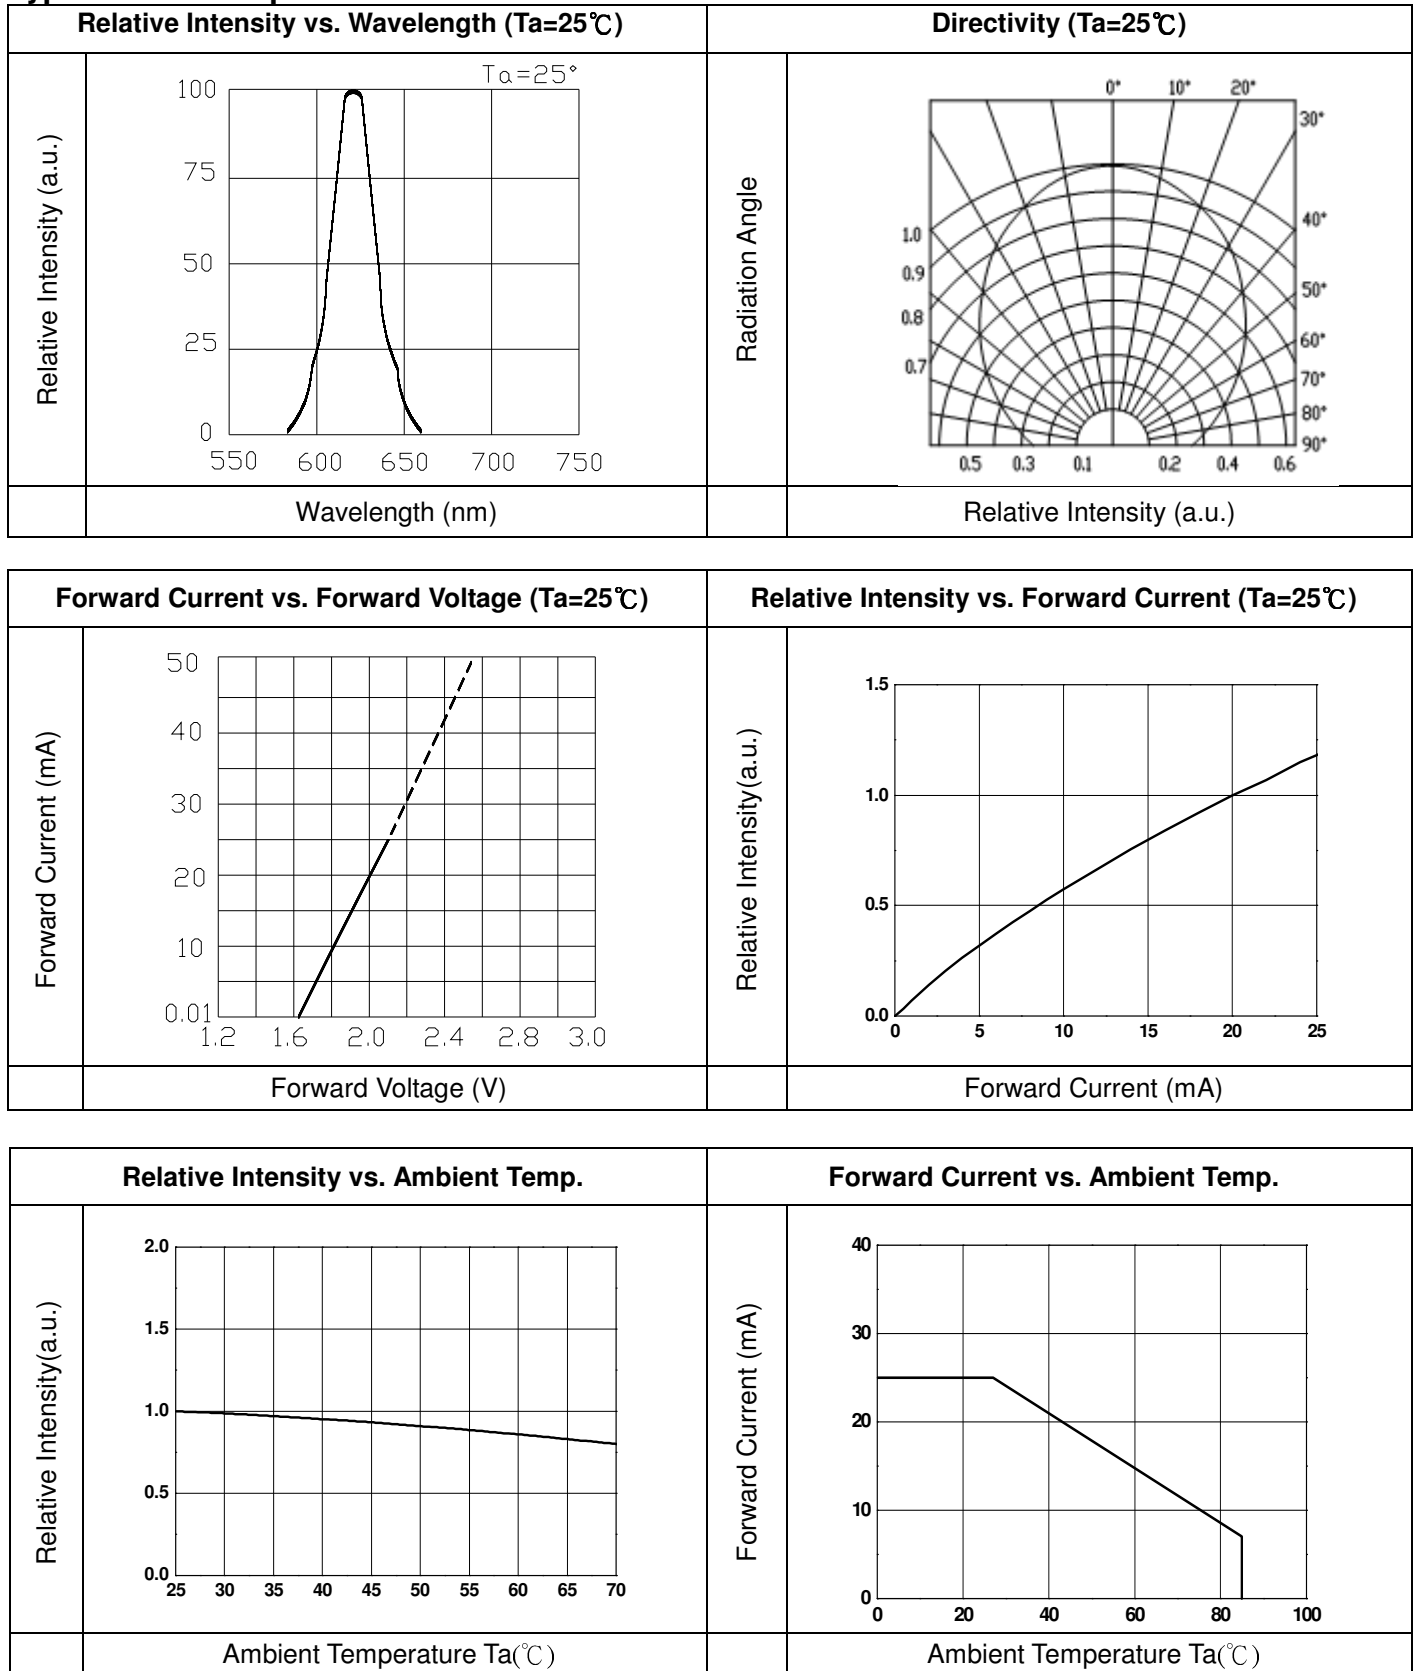 Relative Intensity vs. Wavelength (Ta=25℃)
Relative Intensity (a.u.)
Ta=25°
100
75
50
25
0
550 600 650 700 750
Wavelength (nm)
Directivity (Ta=25℃)
Radiation Angle
0° 10° 20°
30°
40°
50°
60°
70°
80°
90°
1.0
0.9
0.8
0.7
0.5 0.3 0.1 0.2 0.4 0.6
Relative Intensity (a.u.)
Forward Current vs. Forward Voltage (Ta=25℃)
Forward Current (mA)
50
40
30
20
10
0.01
1.2 1.6 2.0 2.4 2.8 3.0
Forward Voltage (V)
Relative Intensity vs. Forward Current (Ta=25℃)
Relative Intensity(a.u.)
1.5
1.0
0.5
0.0
0 5 10 15 20 25
Forward Current (mA)
Relative Intensity vs. Ambient Temp.
Relative Intensity(a.u.)
2.0
1.5
1.0
0.5
0.0
25 30 35 40 45 50 55 60 65 70
Ambient Temperature Ta(℃)
Forward Current vs. Ambient Temp.
Forward Current (mA)
40
30
20
10
0
0 20 40 60 80 100
Ambient Temperature Ta(℃)